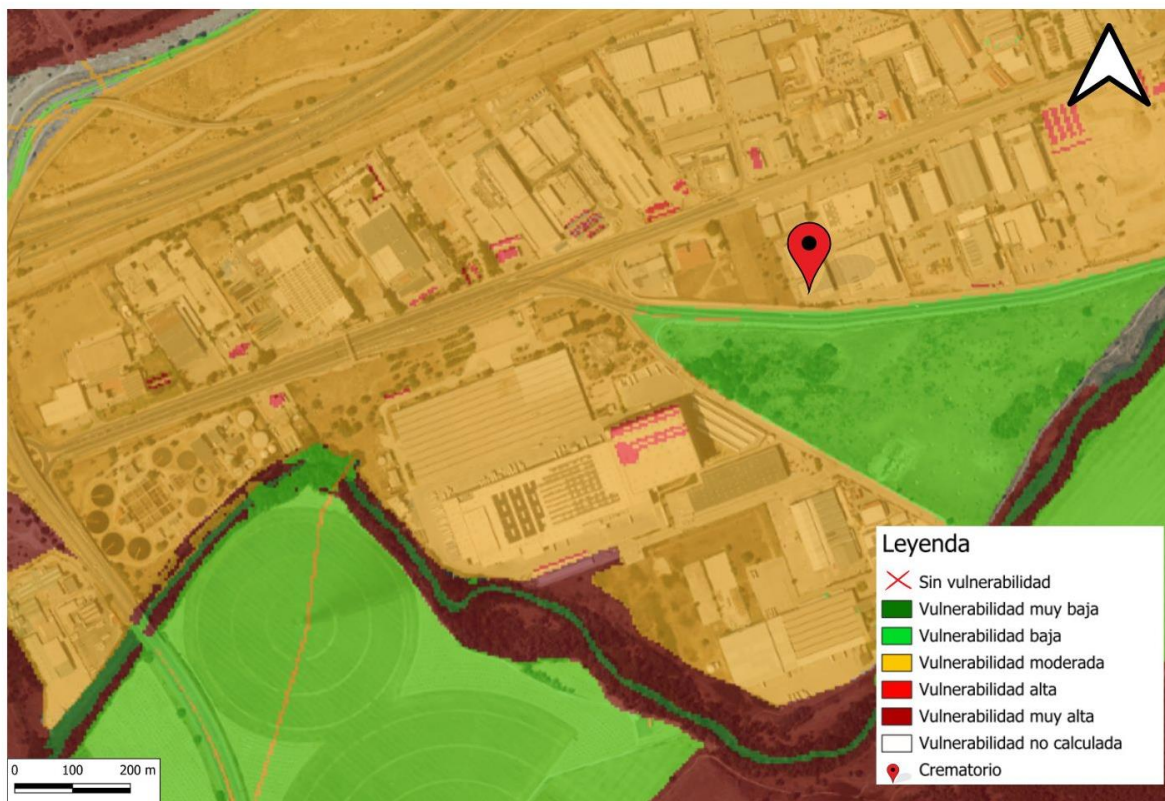 Leyenda
Sin vulnerabilidad
Vulnerabilidad muy baja
Vulnerabilidad baja
Vulnerabilidad moderada
Vulnerabilidad alta
Vulnerabilidad muy alta
Vulnerabilidad no calculada
Crematorio
0 100 200 m